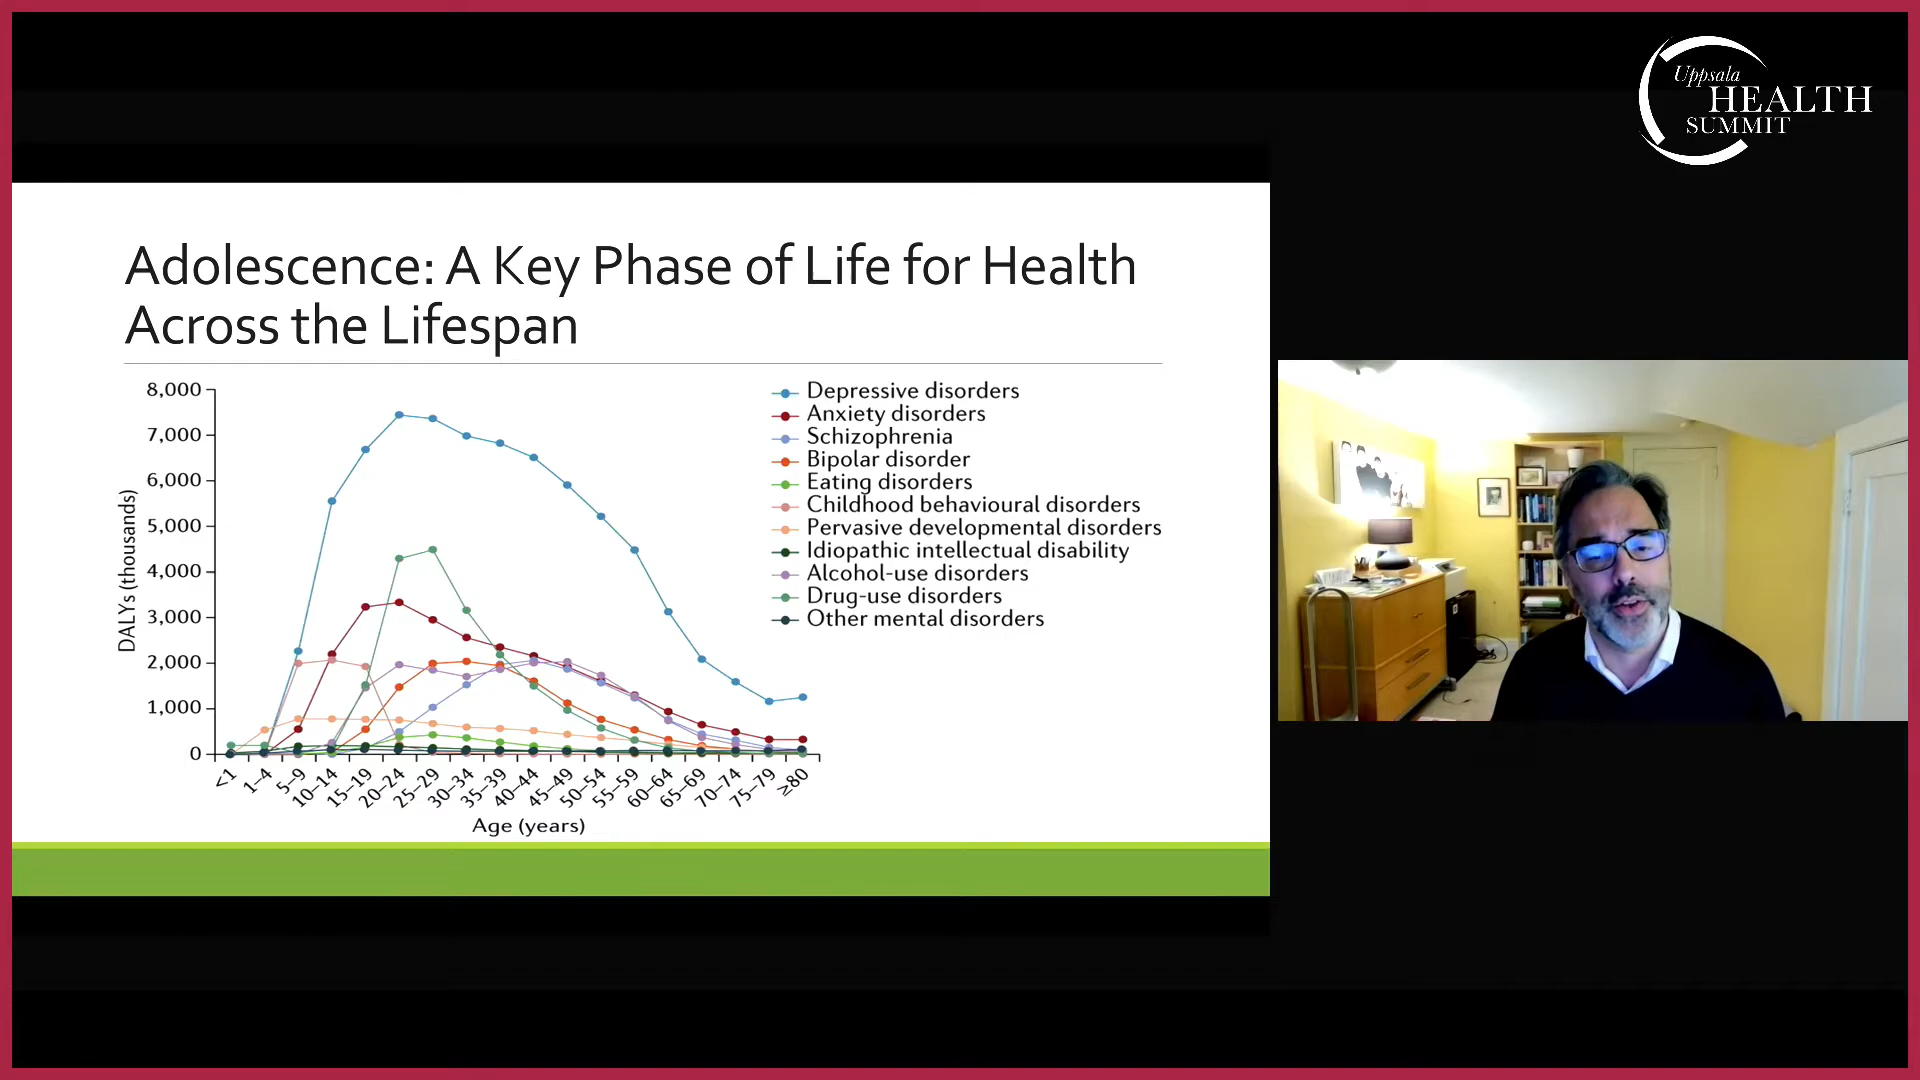 Uppsala
HEALTH
SUMMIT
Adolescence: A Key Phase of Life for Health
Across the Lifespan
8,000
7,000
6,000
5,000
4,000
3,000
2,000
1,000
0
DALYs (thousands)
<1
1–4
5–9
10–14
15–19
20–24
25–29
30–34
35–39
40–44
45–49
50–54
55–59
60–64
65–69
70–74
75–79
≥80
Age (years)
Depressive disorders
Anxiety disorders
Schizophrenia
Bipolar disorder
Eating disorders
Childhood behavioural disorders
Pervasive developmental disorders
Idiopathic intellectual disability
Alcohol-use disorders
Drug-use disorders
Other mental disorders